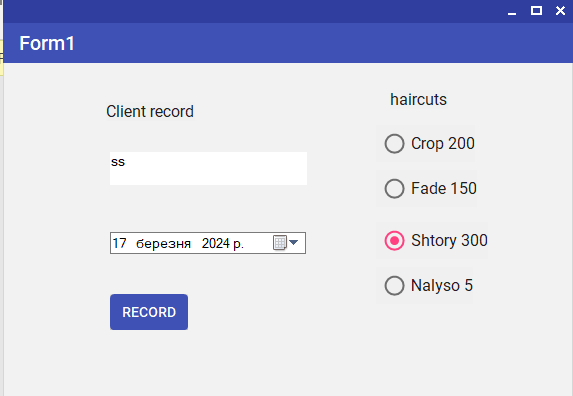 Form1
Client record
ss
17 березня 2024 р.
RECORD
haircuts
Crop 200
Fade 150
Shtory 300
Nalyso 5